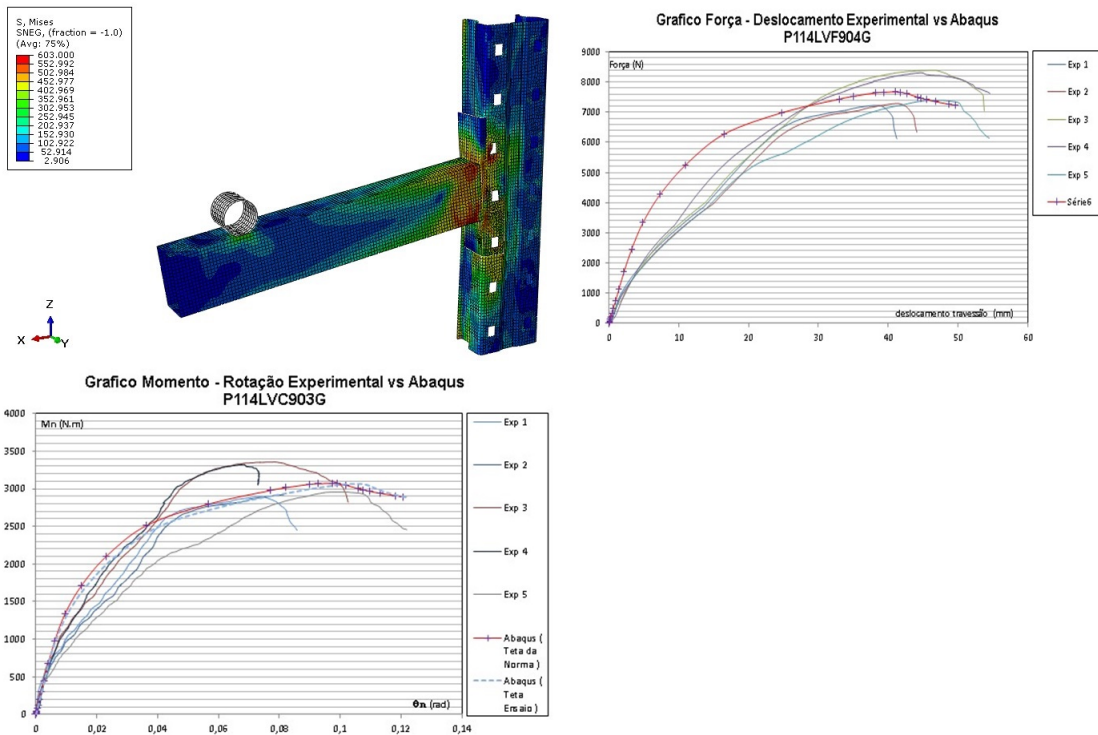 S, Mises
SNEG, (fraction = -1.0)
(Avg: 75%)
603.000
552.992
502.984
452.977
402.969
352.961
302.953
252.945
202.937
152.930
102.922
52.914
2.906
Z
X
Y
Grafico Força - Deslocamento Experimental vs Abaqus
P114LVF904G
Força (N)
9000
8000
7000
6000
5000
4000
3000
2000
1000
0
0 10 20 30 40 50 60
deslocamento travessão (mm)
Exp 1
Exp 2
Exp 3
Exp 4
Exp 5
Série6
Grafico Momento - Rotação Experimental vs Abaqus
P114LVC903G
Mn (N.m)
4000
3500
3000
2500
2000
1500
1000
500
0
0 0,02 0,04 0,06 0,08 0,1 0,12 0,14
θn (rad)
Exp 1
Exp 2
Exp 3
Exp 4
Exp 5
Abaqus (
Teta da
Norma )
Abaqus (
Teta
Ensaio )